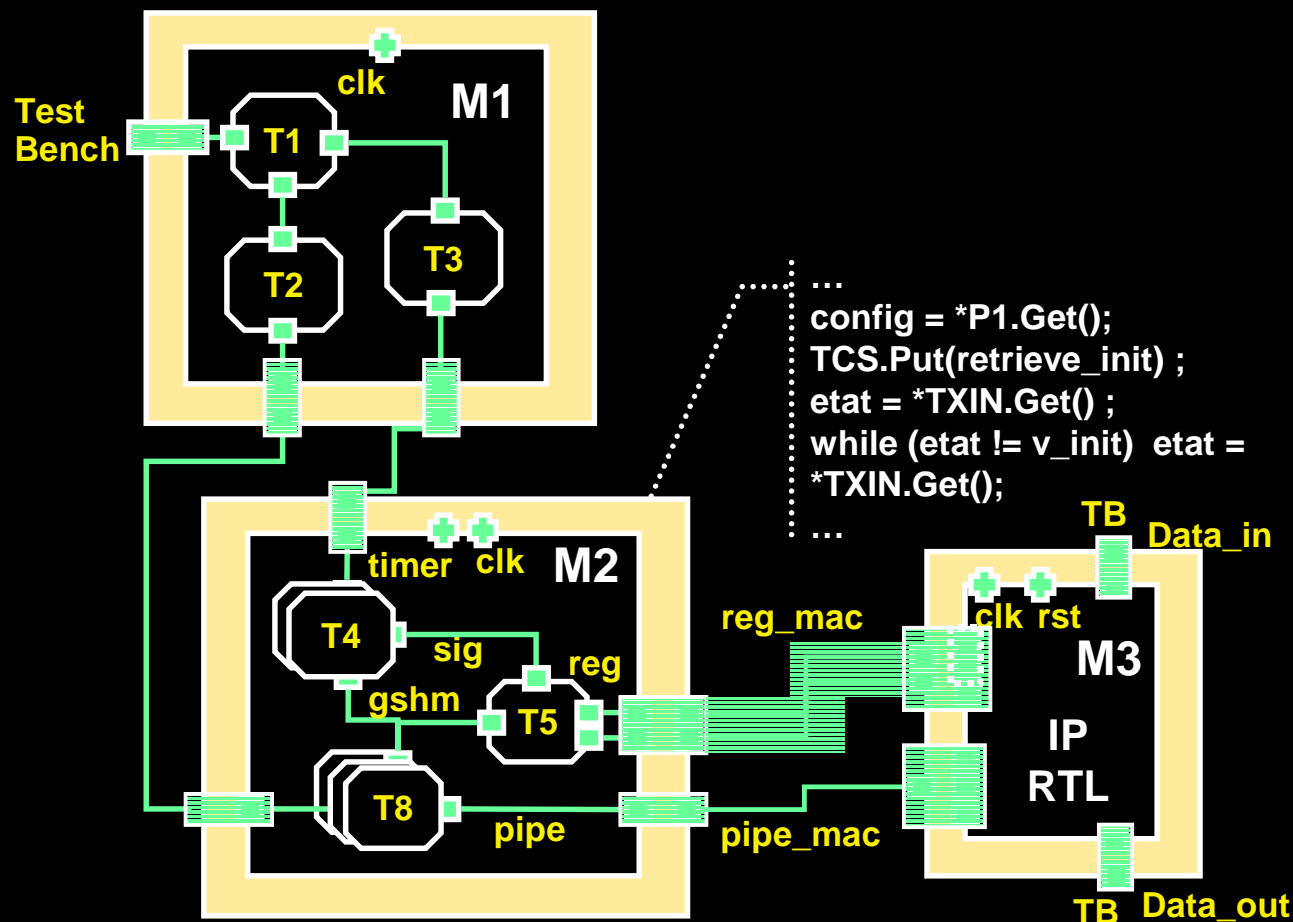 clk
M1
Test
Bench
T1
T2
T3
…
config = *P1.Get();
TCS.Put(retrieve_init) ;
etat = *TXIN.Get() ;
while (etat != v_init)  etat =
*TXIN.Get();
…
timer
clk
M2
T4
sig
reg
gshm
T5
T8
pipe
reg_mac
pipe_mac
TB
Data_in
clk rst
M3
IP
RTL
TB
Data_out